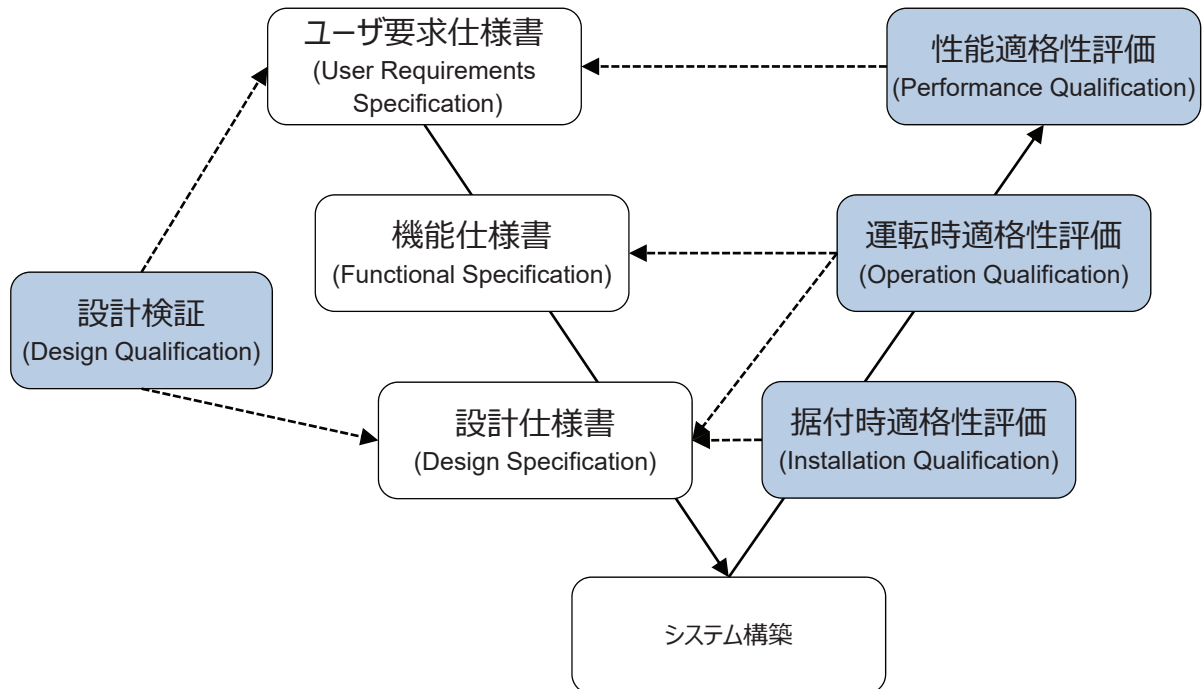 ユーザ要求仕様書
(User Requirements
Specification)
性能適格性評価
(Performance Qualification)
機能仕様書
(Functional Specification)
運転時適格性評価
(Operation Qualification)
設計検証
(Design Qualification)
設計仕様書
(Design Specification)
据付時適格性評価
(Installation Qualification)
システム構築